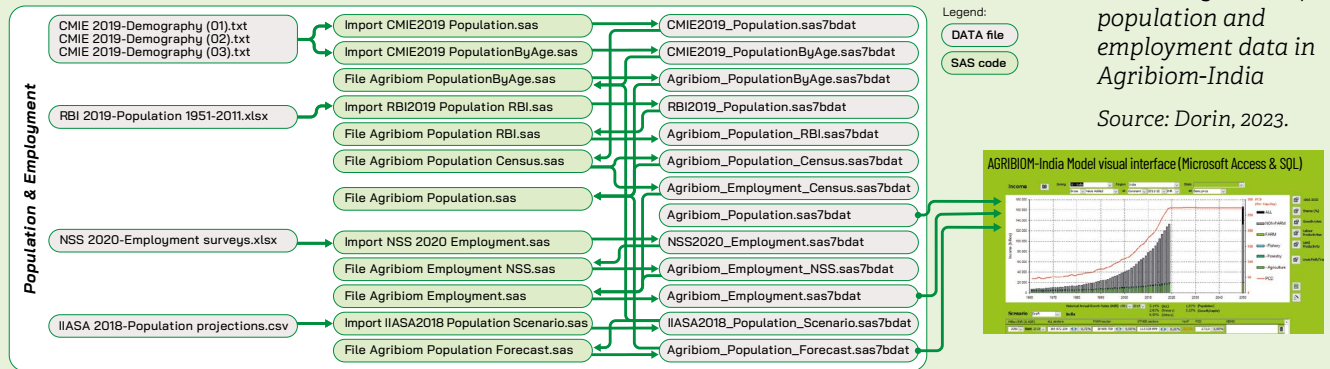 population and
employment data in
Agribiom-India
Source: Dorin, 2023.
Legend:
DATA file
SAS code
Population & Employment
CMIE 2019-Demography (01).txt
CMIE 2019-Demography (02).txt
CMIE 2019-Demography (03).txt
RBI 2019-Population 1951-2011.xlsx
NSS 2020-Employment surveys.xlsx
IIASA 2018-Population projections.csv
Import CMIE2019 Population.sas
Import CMIE2019 PopulationByAge.sas
File Agribiom PopulationByAge.sas
Import RBI2019 Population RBI.sas
File Agribiom Population RBI.sas
File Agribiom Population Census.sas
File Agribiom Population.sas
Import NSS 2020 Employment.sas
File Agribiom Employment NSS.sas
File Agribiom Employment.sas
Import IIASA2018 Population Scenario.sas
File Agribiom Population Forecast.sas
CMIE2019_Population.sas7bdat
CMIE2019_PopulationByAge.sas7bdat
Agribiom_PopulationByAge.sas7bdat
RBI2019_Population.sas7bdat
Agribiom_Population_RBI.sas7bdat
Agribiom_Population_Census.sas7bdat
Agribiom_Employment_Census.sas7bdat
Agribiom_Population.sas7bdat
NSS2020_Employment.sas7bdat
Agribiom_Employment_NSS.sas7bdat
Agribiom_Employment.sas7bdat
IIASA2018_Population_Scenario.sas7bdat
Agribiom_Population_Forecast.sas7bdat
AGRIBIOM-India Model visual interface (Microsoft Access & SQL)
Income
ALL
NON-FARM
FARM
- Fishery
- Forestry
- Agriculture
Scenario
India